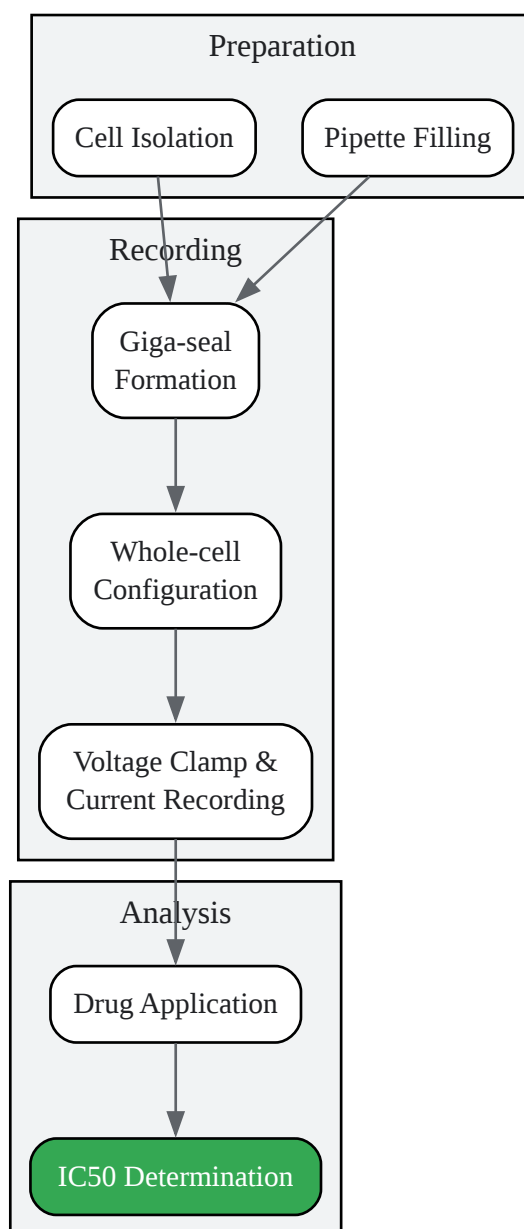 Preparation
Cell Isolation
Pipette Filling
Recording
Giga-seal
Formation
Whole-cell
Configuration
Voltage Clamp &
Current Recording
Analysis
Drug Application
IC50 Determination